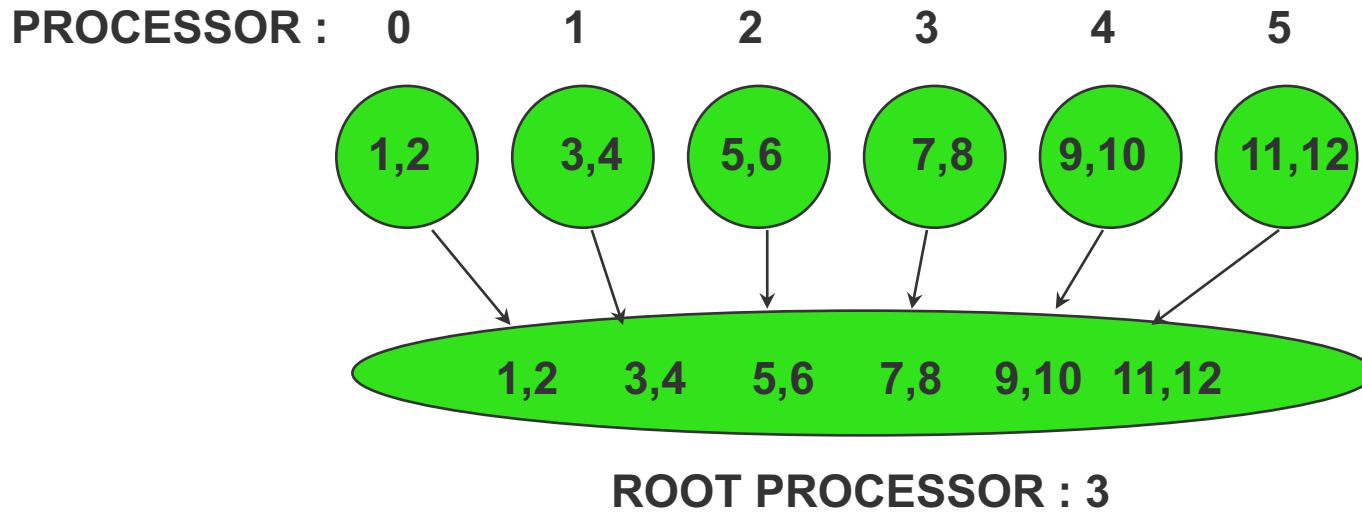 PROCESSOR : 0 1 2 3 4 5
1,2 3,4 5,6 7,8 9,10 11,12
1,2 3,4 5,6 7,8 9,10 11,12
ROOT PROCESSOR : 3